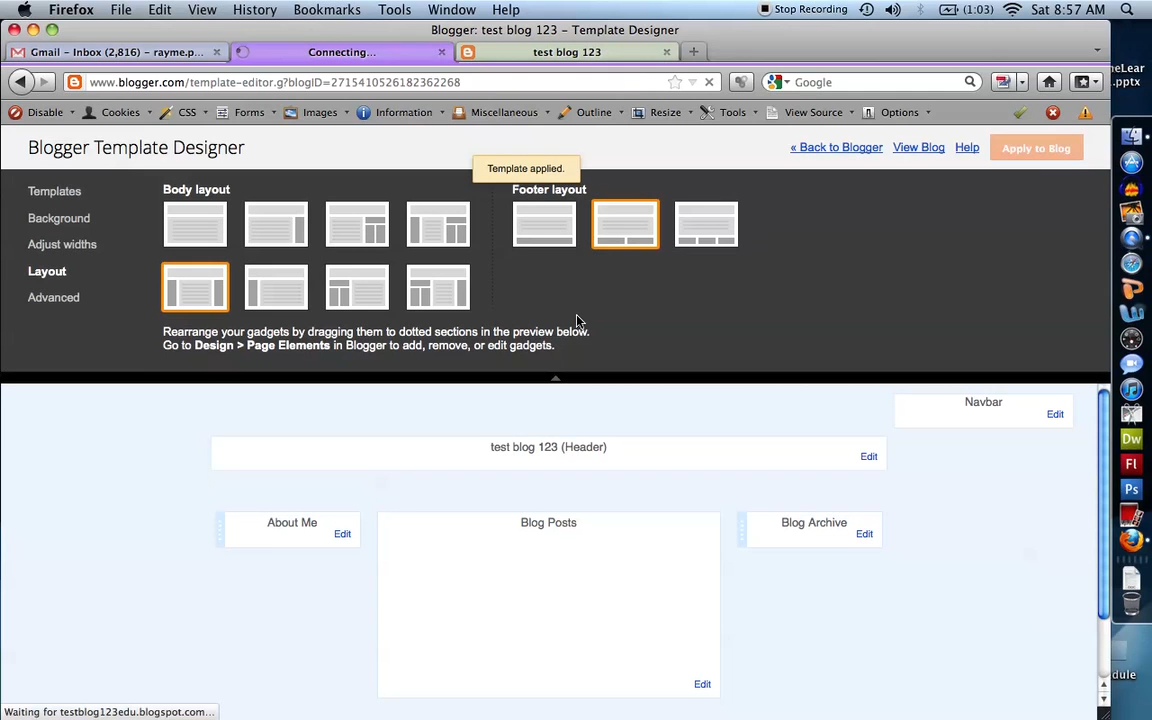 Firefox File Edit View History Bookmarks Tools Window Help Stop Recording (1:03) Sat 8:57 AM
Blogger: test blog 123 – Template Designer
Gmail – Inbox (2,816) – rayme.p... Connecting... test blog 123
www.blogger.com/template-editor.g?blogID=2715410526182362268 Google
Disable Cookies CSS Forms Images Information Miscellaneous Outline Resize Tools View Source Options
Blogger Template Designer
Template applied.
« Back to Blogger View Blog Help Apply to Blog
Templates
Background
Adjust widths
Layout
Advanced
Body layout
Footer layout
Rearrange your gadgets by dragging them to dotted sections in the preview below.
Go to Design > Page Elements in Blogger to add, remove, or edit gadgets.
Navbar
Edit
test blog 123 (Header)
Edit
About Me
Edit
Blog Posts
Edit
Blog Archive
Edit
Waiting for testblog123edu.blogspot.com...
neLear
.pptx
Dw
Fl
Ps
dule